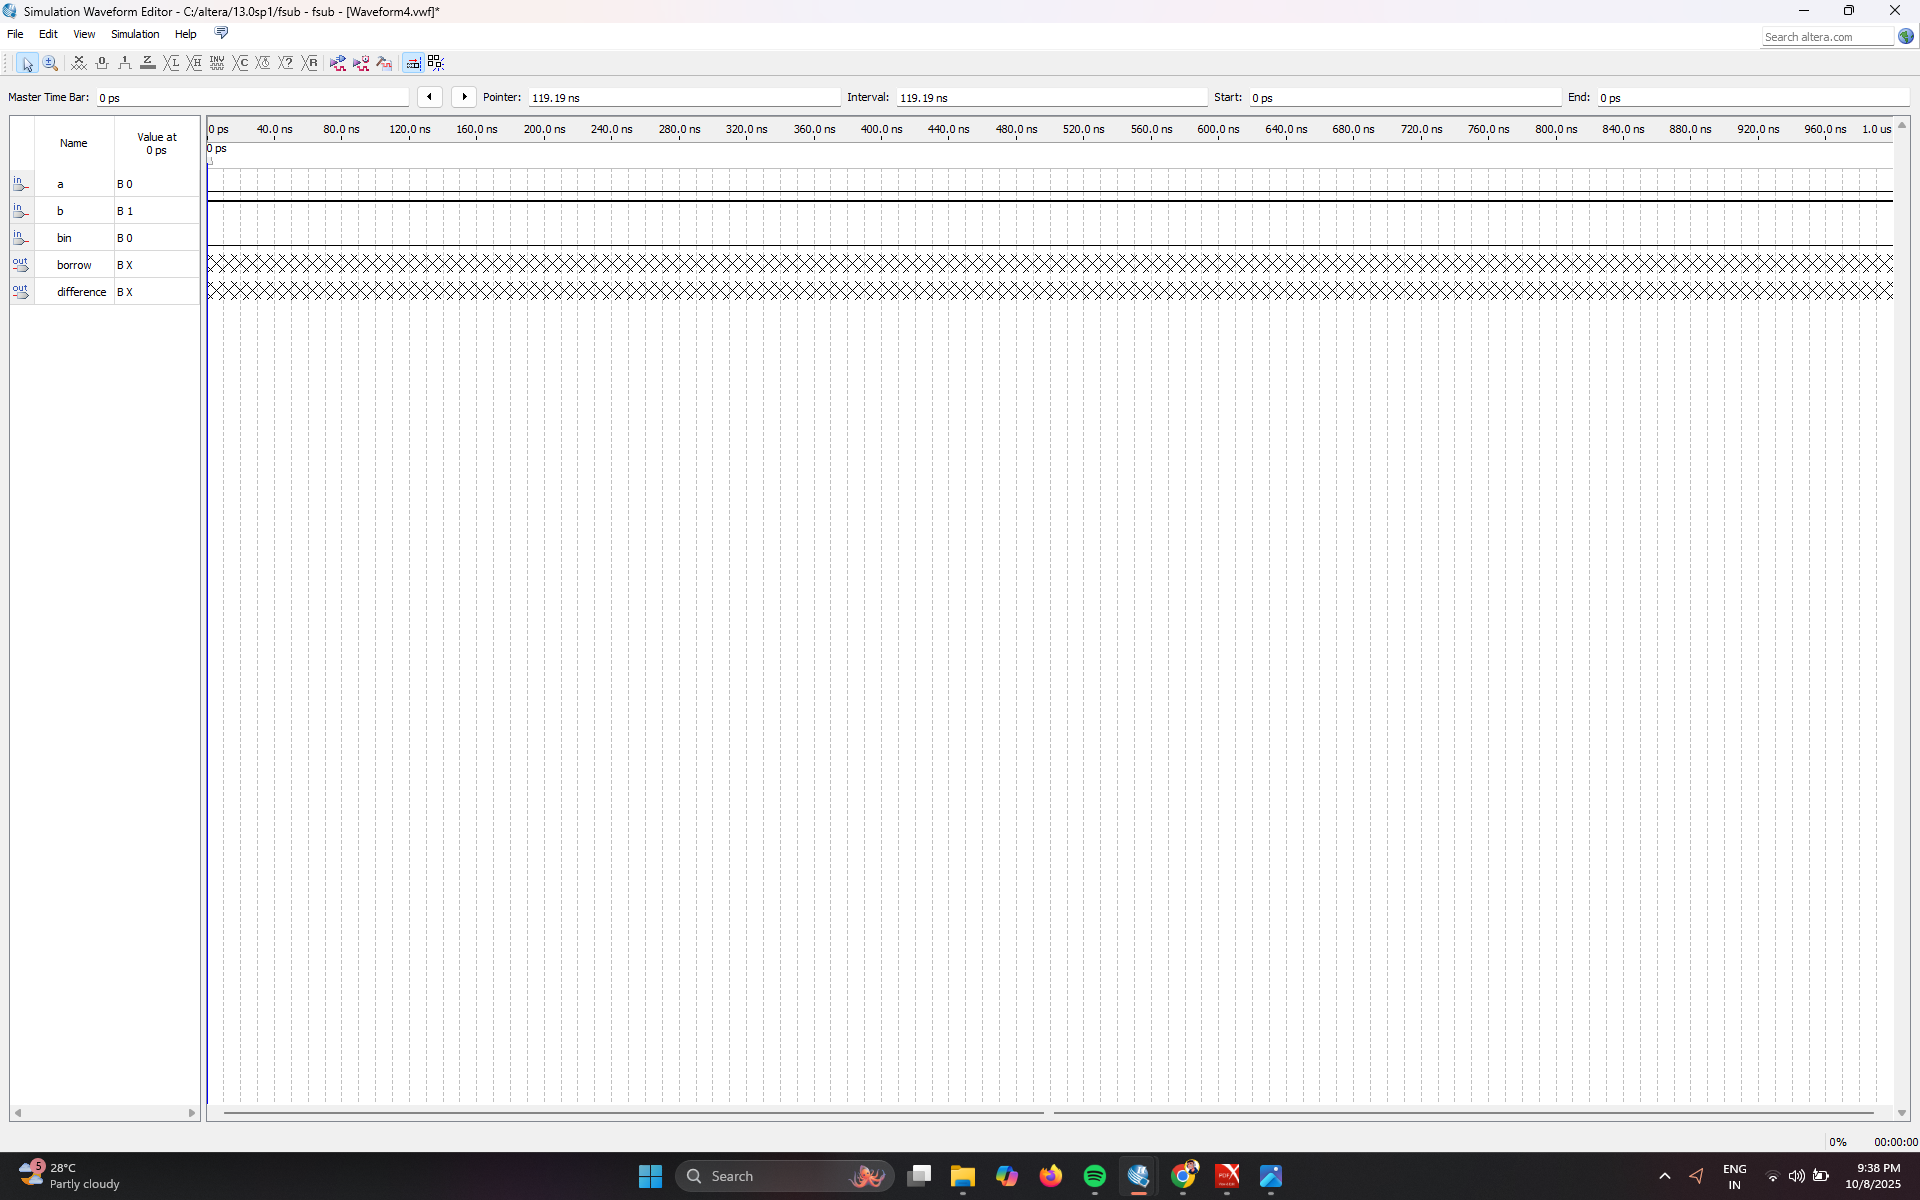 Simulation Waveform Editor - C:/altera/13.0sp1/fsub - fsub - [Waveform4.vwf]*
File Edit View Simulation Help
Search altera.com
Master Time Bar: 0 ps Pointer: 119.19 ns Interval: 119.19 ns Start: 0 ps End: 0 ps
Name Value at 0 ps
0 ps 40.0 ns 80.0 ns 120.0 ns 160.0 ns 200.0 ns 240.0 ns 280.0 ns 320.0 ns 360.0 ns 400.0 ns 440.0 ns 480.0 ns 520.0 ns 560.0 ns 600.0 ns 640.0 ns 680.0 ns 720.0 ns 760.0 ns 800.0 ns 840.0 ns 880.0 ns 920.0 ns 960.0 ns 1.0 us
0 ps
in a B 0
in b B 1
in bin B 0
out borrow B X
out difference B X
0% 00:00:00
5 28°C
Partly cloudy
Search
ENG
IN
9:38 PM
10/8/2025